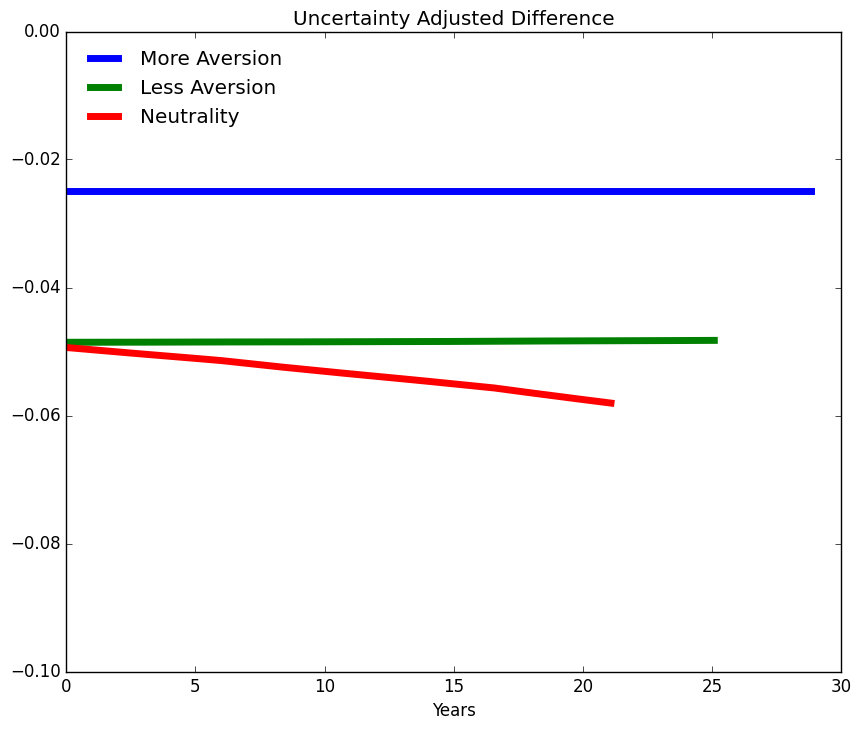 Uncertainty Adjusted Difference
0.00
More Aversion
Less Aversion
Neutrality
−0.02
−0.04
−0.06
−0.08
−0.10
0 5 10 15 20 25 30
Years